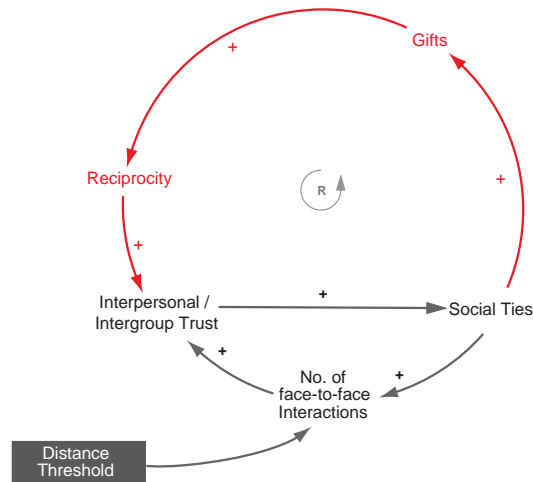 Gifts
+
+
Reciprocity
R
+
+
Interpersonal /
Intergroup Trust
+
Social Ties
+
+
No. of
face-to-face
Interactions
Distance
Threshold